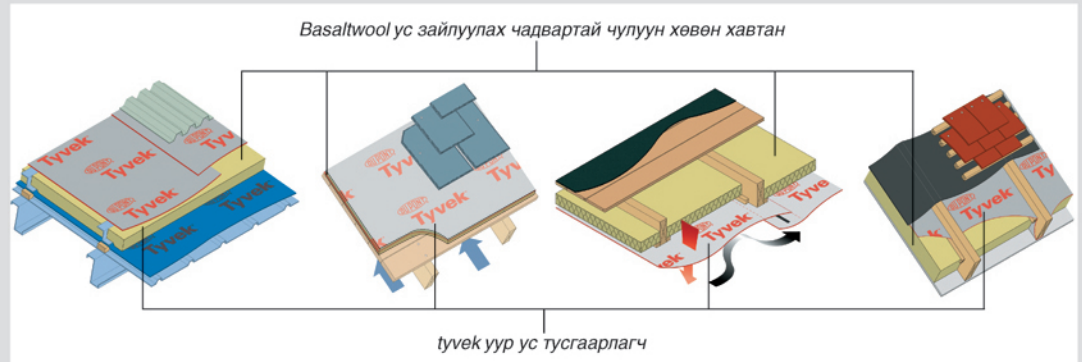 Basaltwool ус зайлуулах чадвартай чулуун хөвөн хавтан
Tyvek
Tyvek
Tyvek
Tyvek
Tyvek
Tyvek
Tyvek
Tyvek
tyvek уур ус тусгаарлагч